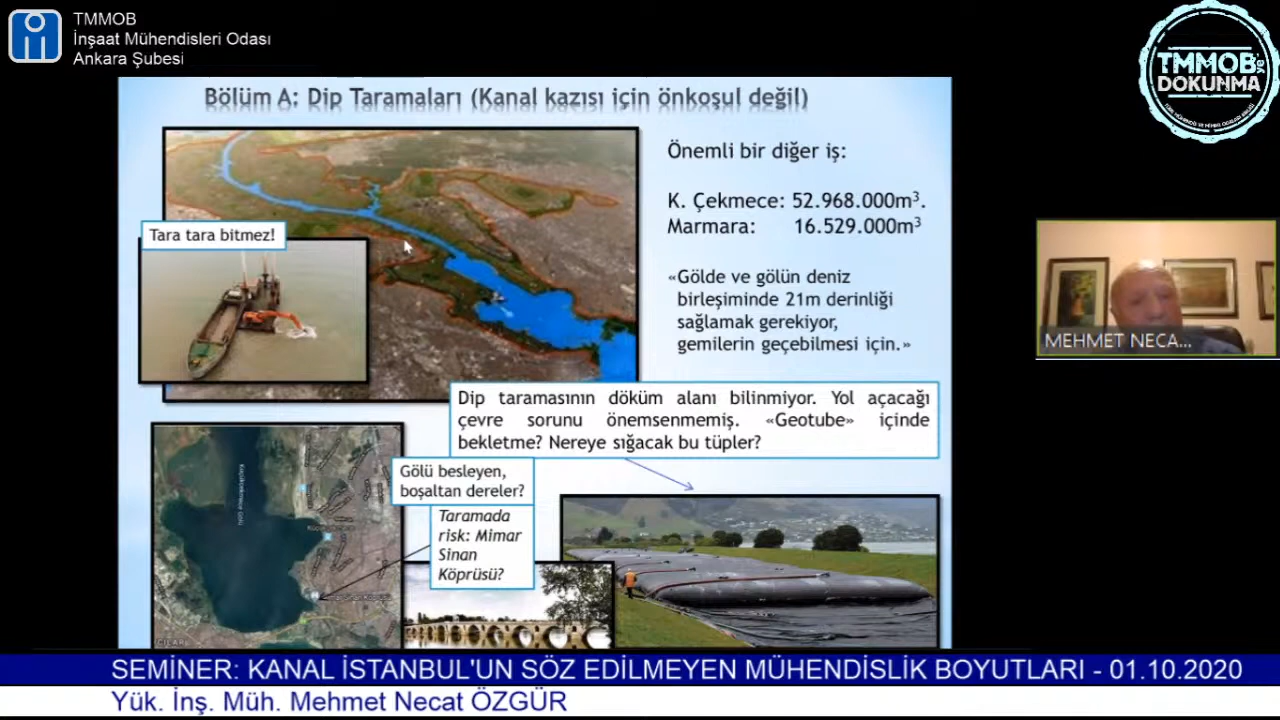 TMMOB
İnşaat Mühendisleri Odası
Ankara Şubesi
TMMOB'ye
DOKUNMA
Bölüm A: Dip Taramaları (Kanal kazısı için önkoşul değil)
Önemli bir diğer iş:
K. Çekmece: 52.968.000m³.
Marmara: 16.529.000m³
Tara tara bitmez!
«Gölde ve gölün deniz
birleşiminde 21m derinliği
sağlamak gerekiyor,
gemilerin geçebilmesi için.»
Dip taramasının döküm alanı bilinmiyor. Yol açacağı
çevre sorunu önemsenmemiş. «Geotube» içinde
bekletme? Nereye sığacak bu tüpler?
Gölü besleyen,
boşaltan dereler?
Taramada
risk: Mimar
Sinan
Köprüsü?
MEHMET NECA...
SEMİNER: KANAL İSTANBUL'UN SÖZ EDİLMEYEN MÜHENDİSLİK BOYUTLARI - 01.10.2020
Yük. İnş. Müh. Mehmet Necat ÖZGÜR